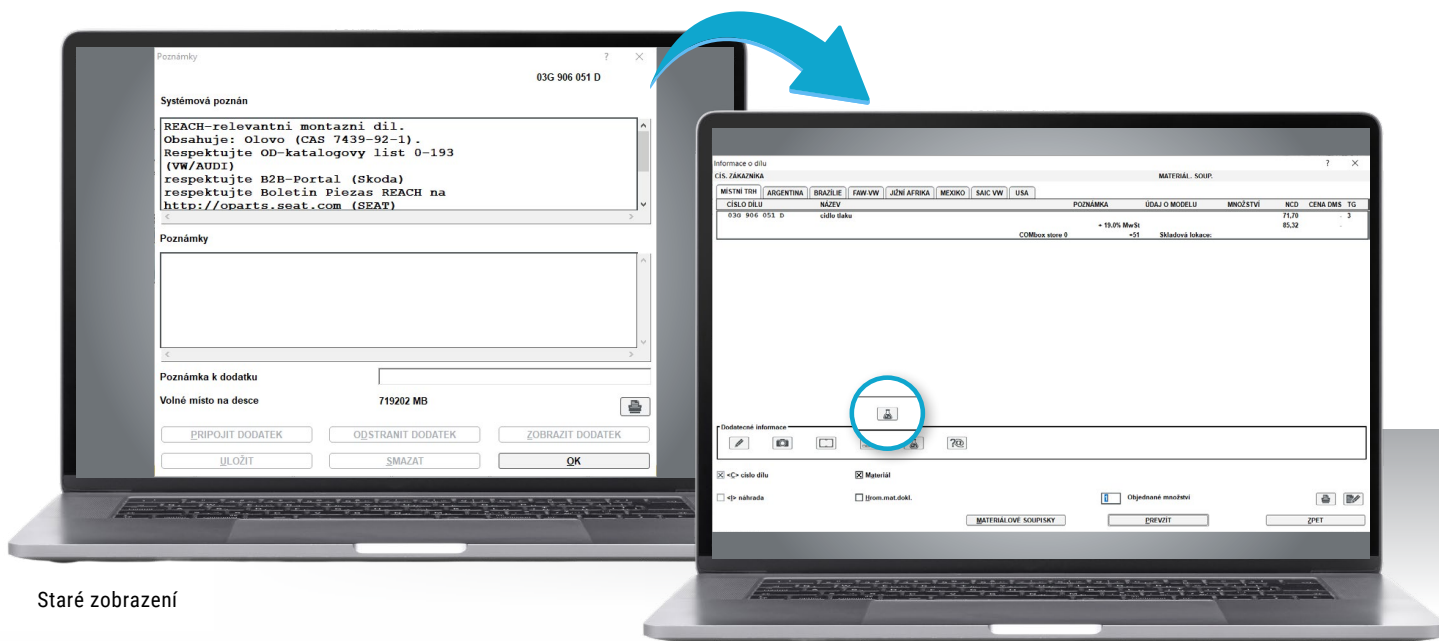 Poznámky ? ×
03G 906 051 D
Systémová poznán
REACH-relevantni montazni dil.
Obsahuje: Olovo (CAS 7439-92-1).
Respektujte OD-katalogovy list 0-193
(VW/AUDI)
respektujte B2B-Portal (Skoda)
respektujte Boletin Piezas REACH na
http://oparts.seat.com (SEAT)
Poznámky
Poznámka k dodatku
Volné místo na desce 719202 MB
PRIPOJIT DODATEK ODSTRANIT DODATEK ZOBRAZIT DODATEK
ULOŽIT SMAZAT OK
Staré zobrazení
Informace o dílu ? ×
CÍS. ZÁKAZNÍKA MATERIÁL. SOUP.
MÍSTNÍ TRH ARGENTINA BRAZÍLIE FAW-VW JIŽNÍ AFRIKA MEXIKO SAIC VW USA
CÍSLO DÍLU NÁZEV POZNÁMKA ÚDAJ O MODELU MNOŽSTVÍ NCD CENA DMS TG
03G 906 051 D cidlo tlaku 71,70 . 3
+ 19.0% MwSt 85,32 .
COMbox store 0 =51 Skladová lokace:
Dodatecné informace
<C> císlo dílu Materiál
<I> náhrada Hrom.mat.dokl. Objednané množství
MATERIÁLOVÉ SOUPISKY PREVZÍT ZPET